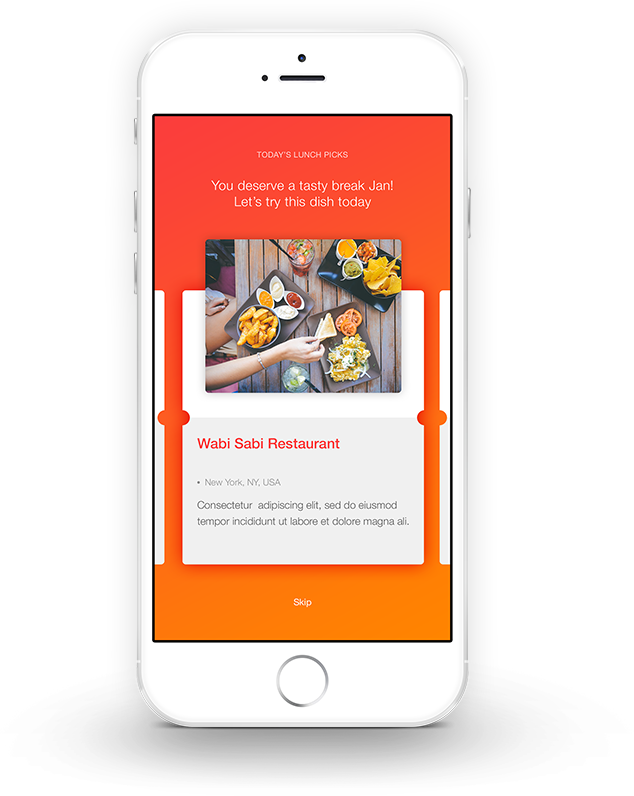 TODAY'S LUNCH PICKS
You deserve a tasty break Jan!
Let's try this dish today
Wabi Sabi Restaurant
• New York, NY, USA
Consectetur  adipiscing elit, sed do eiusmod
tempor incididunt ut labore et dolore magna ali.
Skip